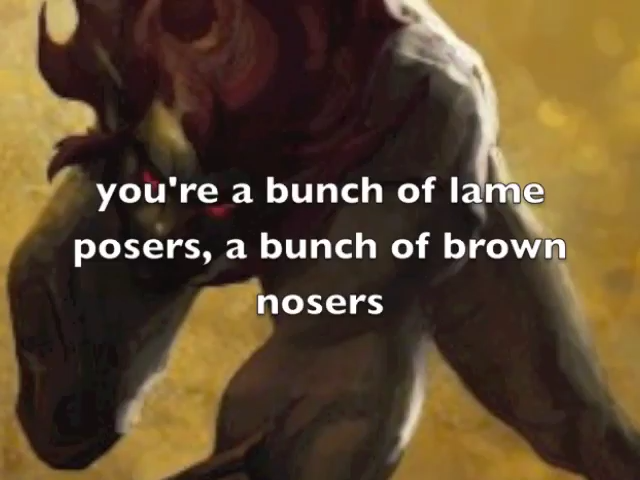 you're a bunch of lame
posers, a bunch of brown
nosers